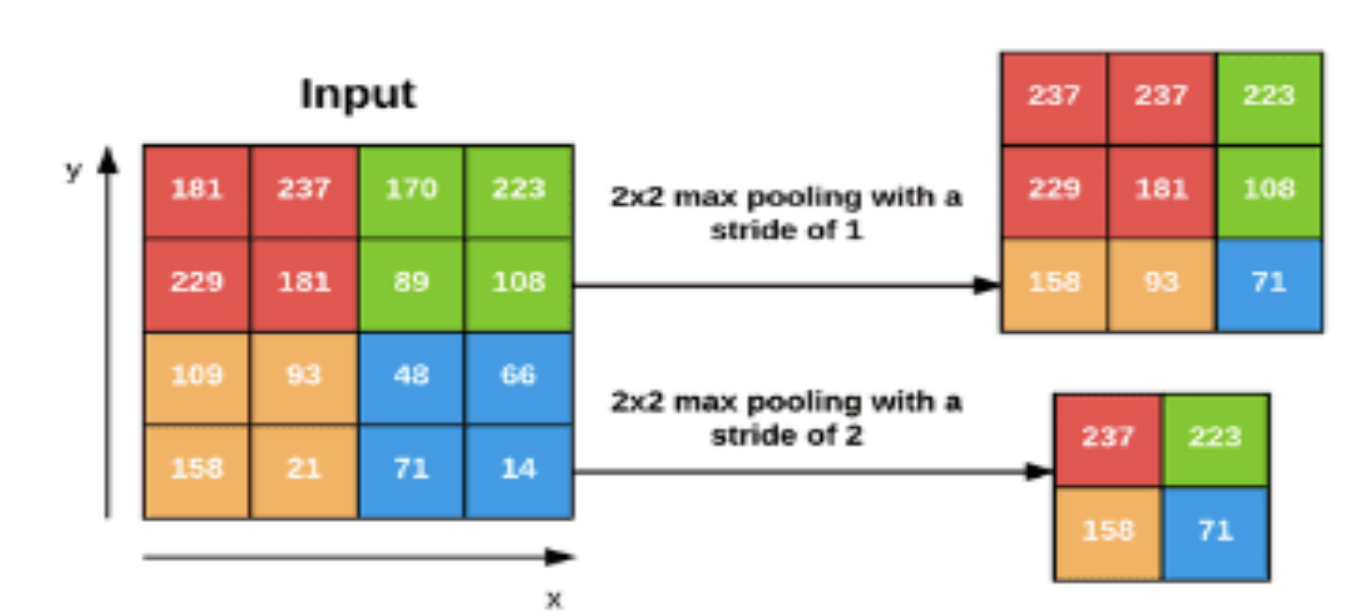 Input
y
181 237 170 223
229 181 89 108
109 93 48 66
158 21 71 14
x
2x2 max pooling with a
stride of 1
237 237 223
229 181 108
158 93 71
2x2 max pooling with a
stride of 2
237 223
158 71